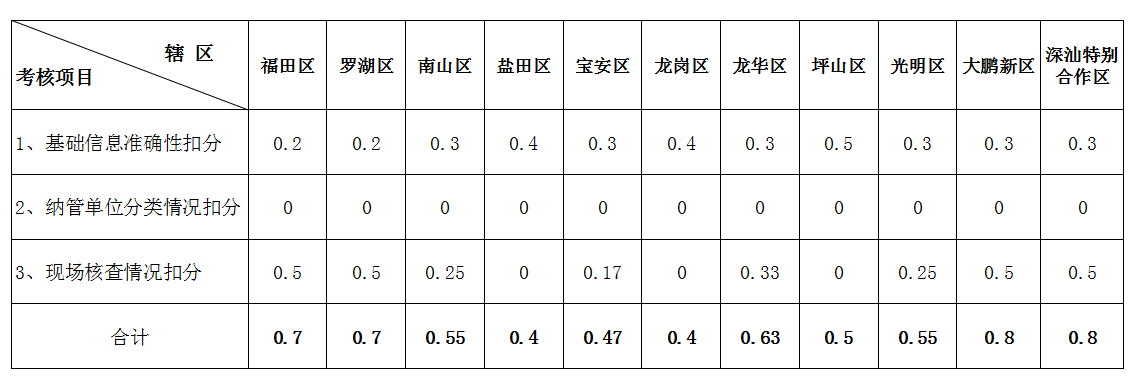 辖 区
考核项目
福田区 罗湖区 南山区 盐田区 宝安区 龙岗区 龙华区 坪山区 光明区 大鹏新区 深汕特别
合作区
1、基础信息准确性扣分 0.2 0.2 0.3 0.4 0.3 0.4 0.3 0.5 0.3 0.3 0.3
2、纳管单位分类情况扣分 0 0 0 0 0 0 0 0 0 0 0
3、现场核查情况扣分 0.5 0.5 0.25 0 0.17 0 0.33 0 0.25 0.5 0.5
合计 0.7 0.7 0.55 0.4 0.47 0.4 0.63 0.5 0.55 0.8 0.8